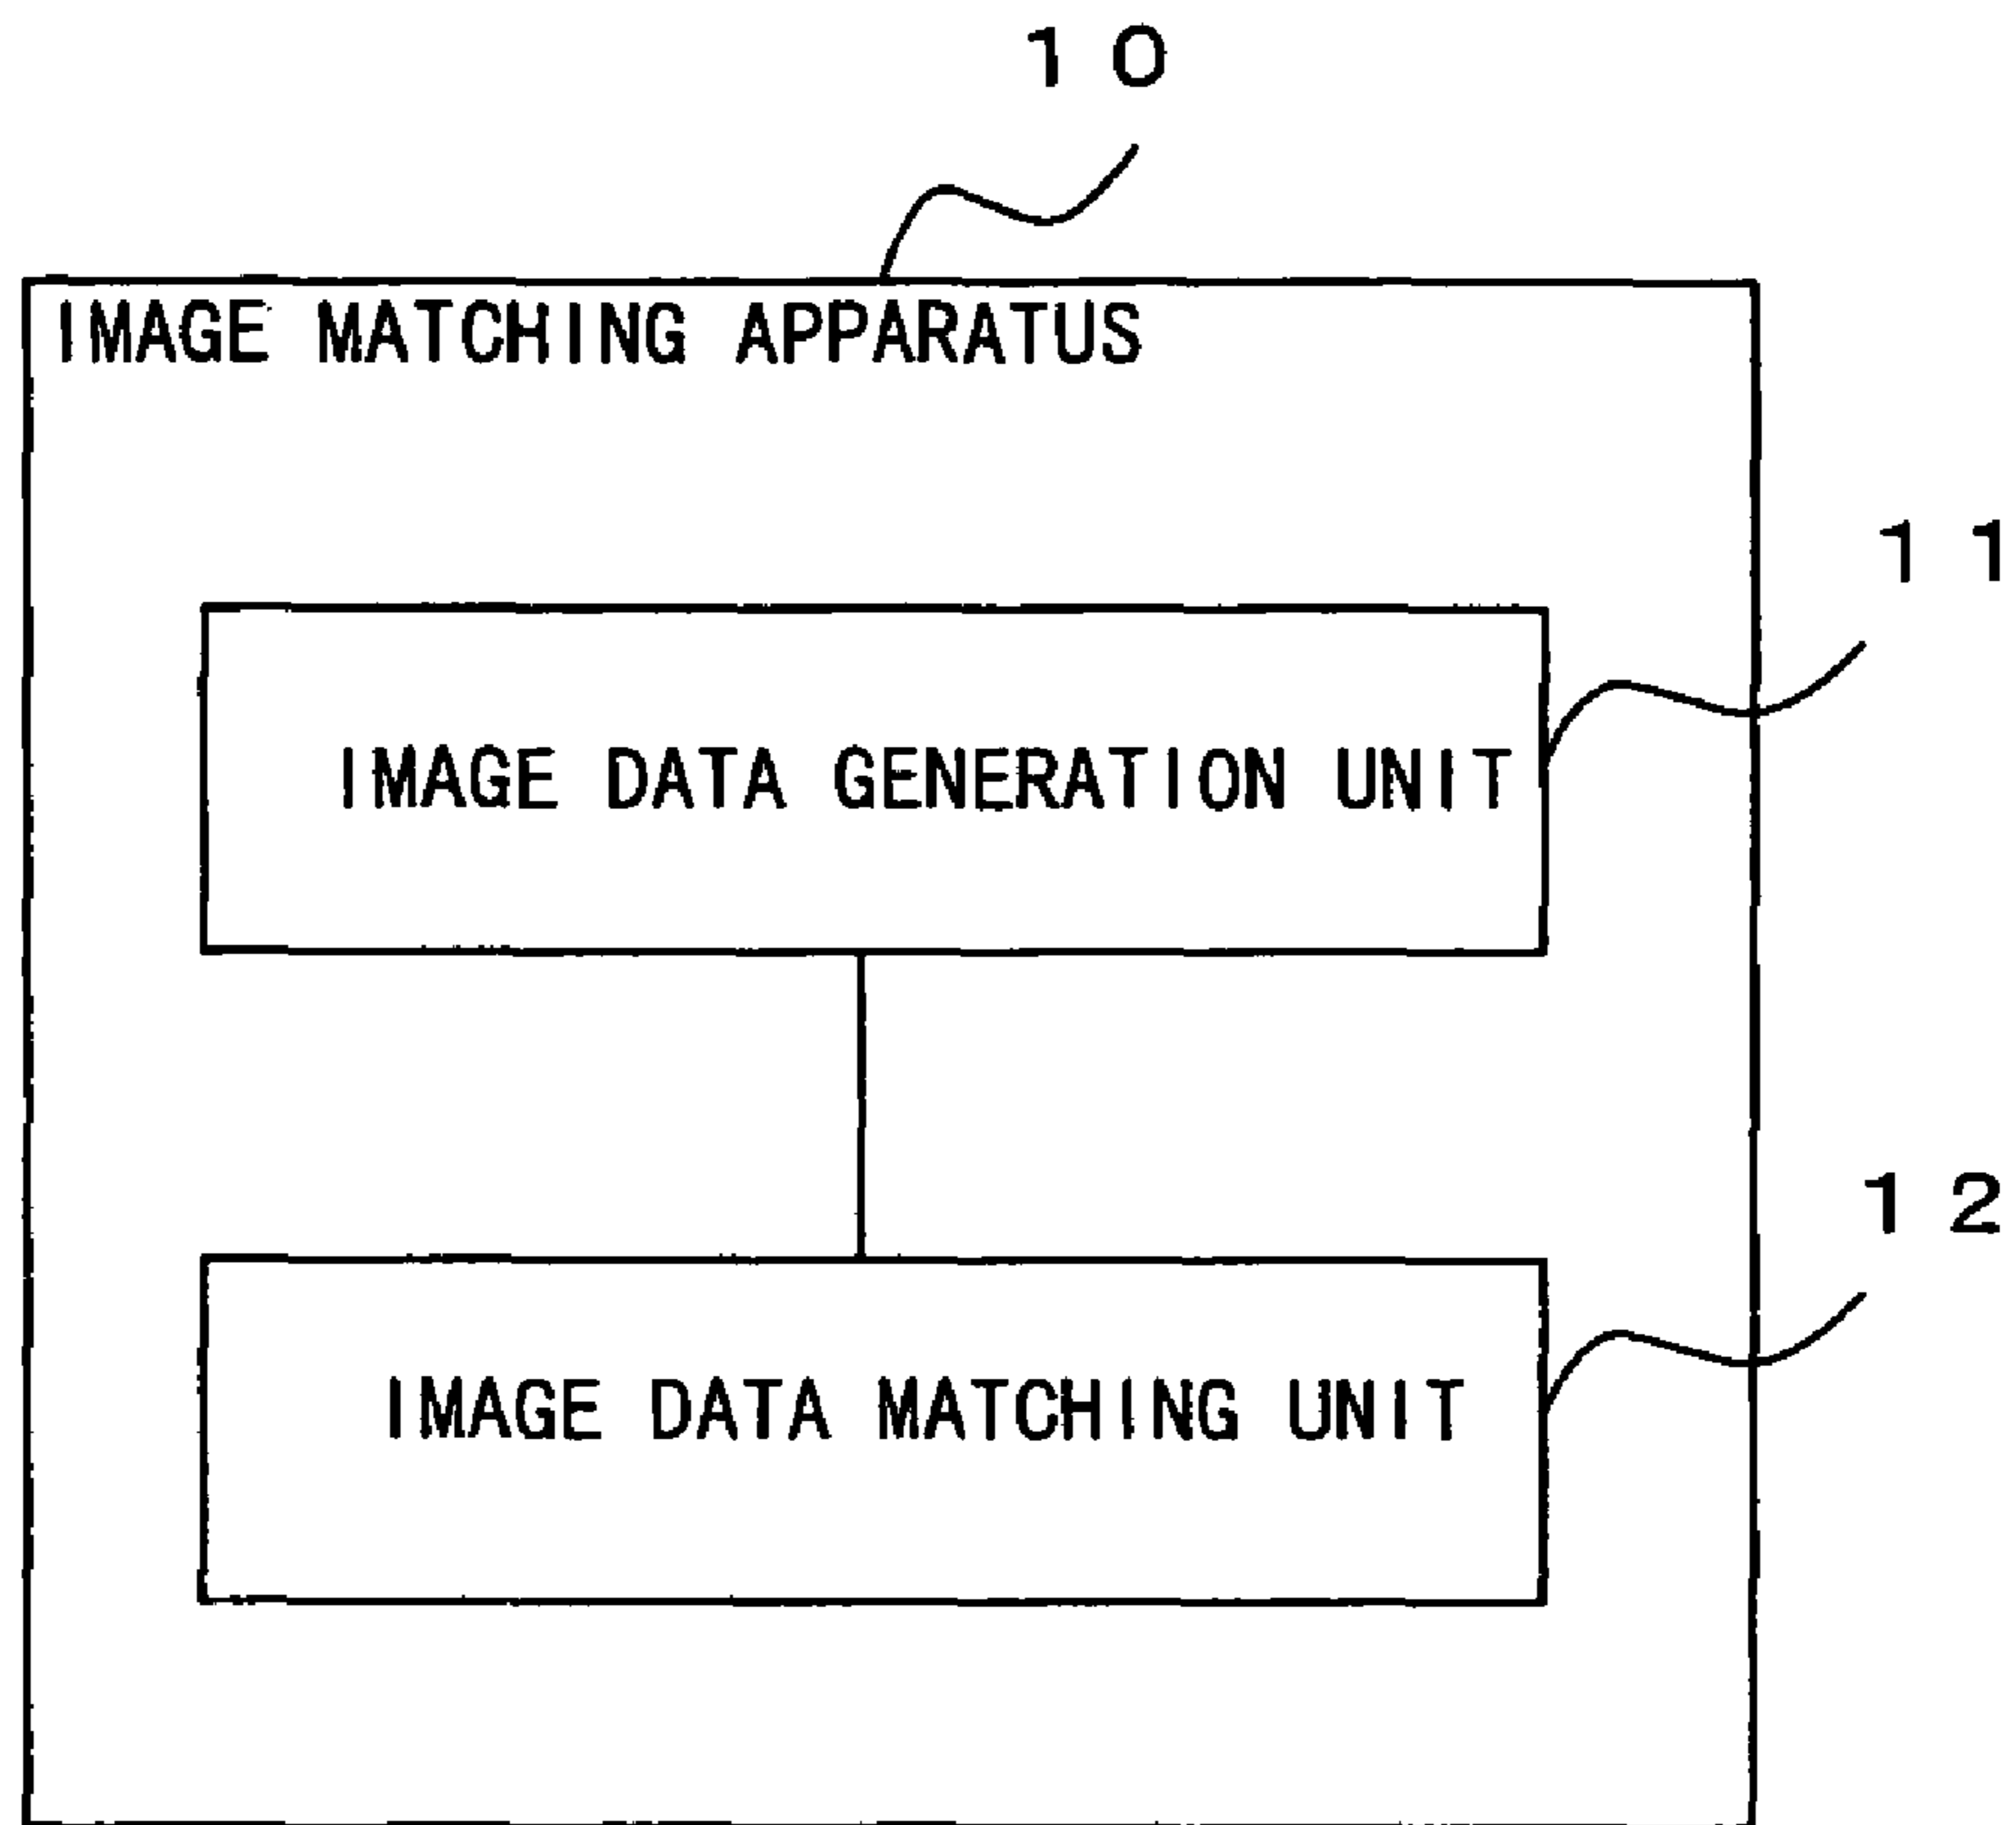 10
IMAGE MATCHING APPARATUS
11
IMAGE DATA GENERATION UNIT
12
IMAGE DATA MATCHING UNIT